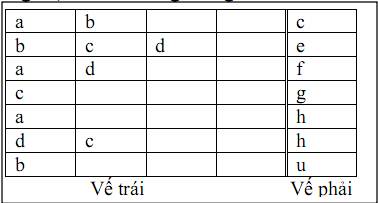 a b c
b c d e
a d f
c g
a h
d c h
b u
Vế trái Vế phải